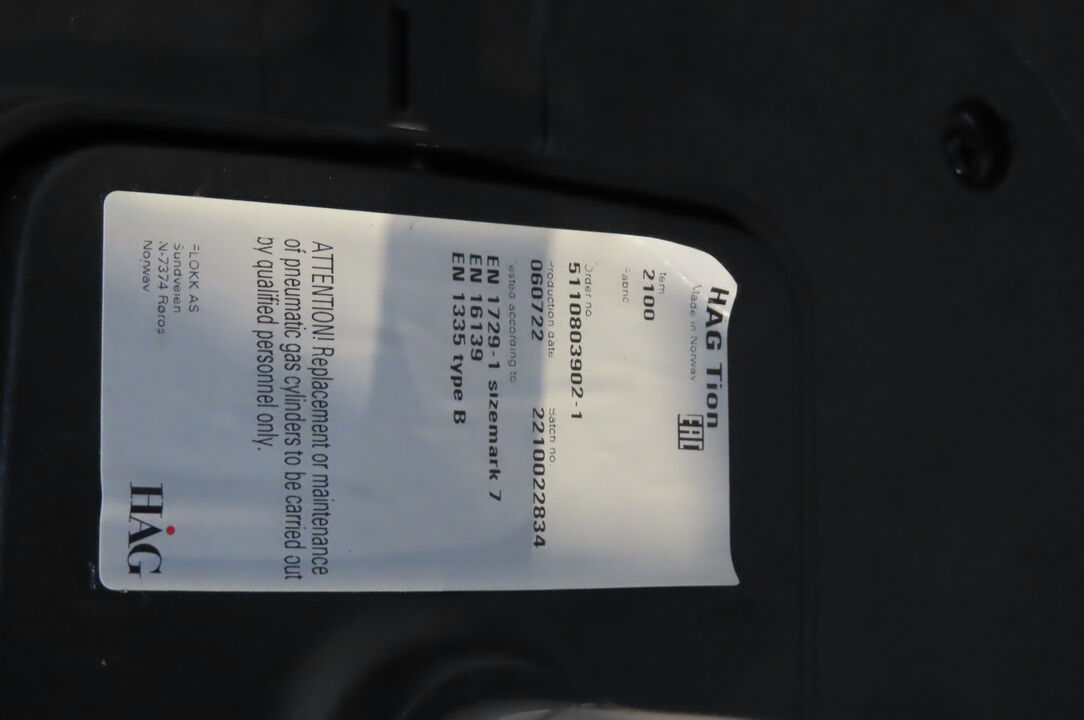 HAG Tion
Made in Norway
EAC
Item
2100
Fabric
Order no
5110803902-1
Production date
060722
Batch no
2210022834
Tested according to
EN 1729-1 sizemark 7
EN 16139
EN 1335 type B
ATTENTION! Replacement or maintenance
of pneumatic gas cylinders to be carried out
by qualified personnel only.
FLOKK AS
Sundveien
N-7374 Røros
Norway
HÅG